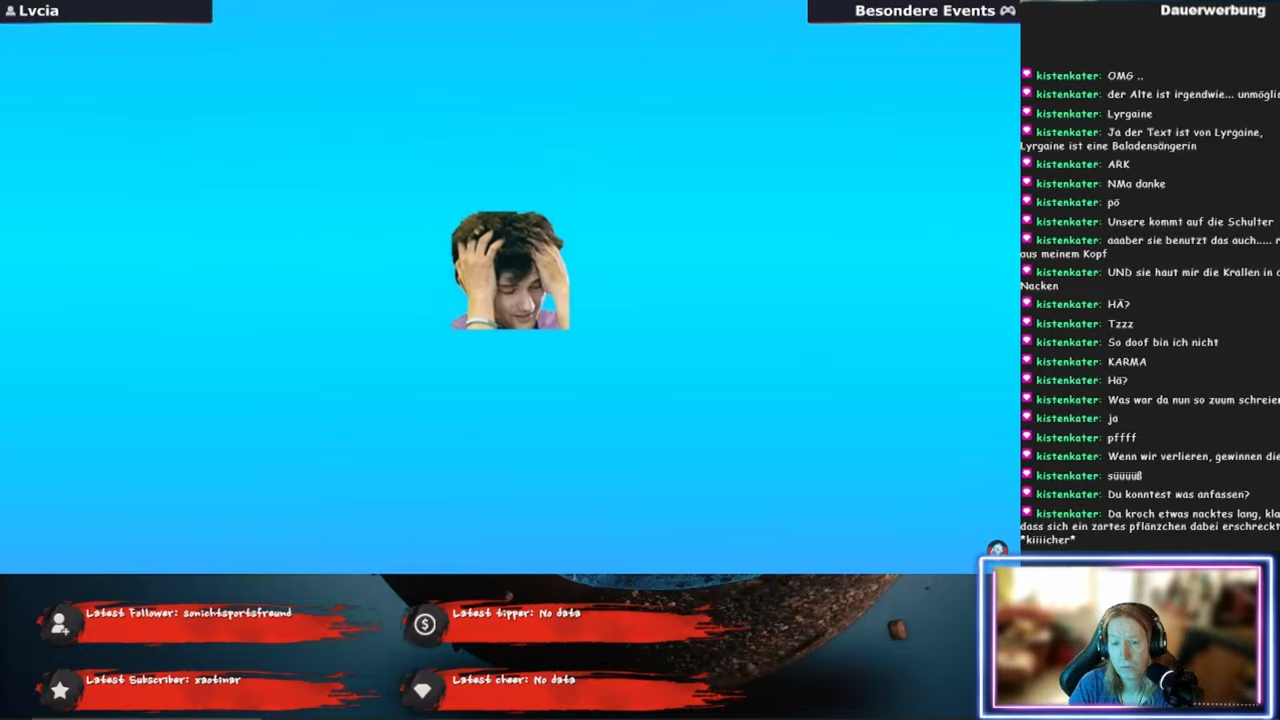 Lvcia
Besondere Events
Dauerwerbung
kistenkater: OMG ..
kistenkater: der Alte ist irgendwie... unmöglic
kistenkater: Lyrgaine
kistenkater: Ja der Text ist von Lyrgaine,
Lyrgaine ist eine Baladensängerin
kistenkater: ARK
kistenkater: NMa danke
kistenkater: pö
kistenkater: Unsere kommt auf die Schulter
kistenkater: aaaber sie benutzt das auch.....
aus meinem Kopf
kistenkater: UND sie haut mir die Krallen in
Nacken
kistenkater: HÄ?
kistenkater: Tzzz
kistenkater: So doof bin ich nicht
kistenkater: KARMA
kistenkater: Hä?
kistenkater: Was war da nun so zuum schreien
kistenkater: ja
kistenkater: pffff
kistenkater: Wenn wir verlieren, gewinnen die
kistenkater: süüüüß
kistenkater: Du konntest was anfassen?
kistenkater: Da kroch etwas nacktes lang, kla
dass sich ein zartes pflänzchen dabei erschreckt
*kiiiicher*
Latest Follower: sonichtsportsfreund
Latest tipper: No data
Latest Subscriber: xaotinar
Latest cheer: No data